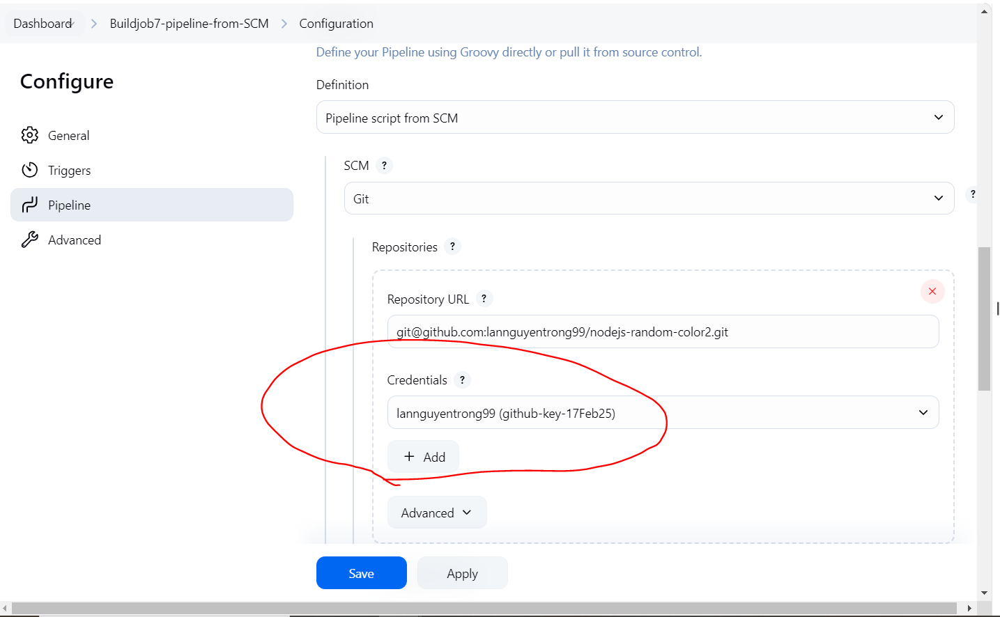 Dashboard
Buildjob7-pipeline-from-SCM
Configuration
Define your Pipeline using Groovy directly or pull it from source control.
Configure
General
Triggers
Pipeline
Advanced
Definition
Pipeline script from SCM
SCM ?
Git
?
Repositories ?
Repository URL ?
git@github.com:lannguyentrong99/nodejs-random-color2.git
Credentials ?
lannguyentrong99 (github-key-17Feb25)
+ Add
Advanced
Save
Apply